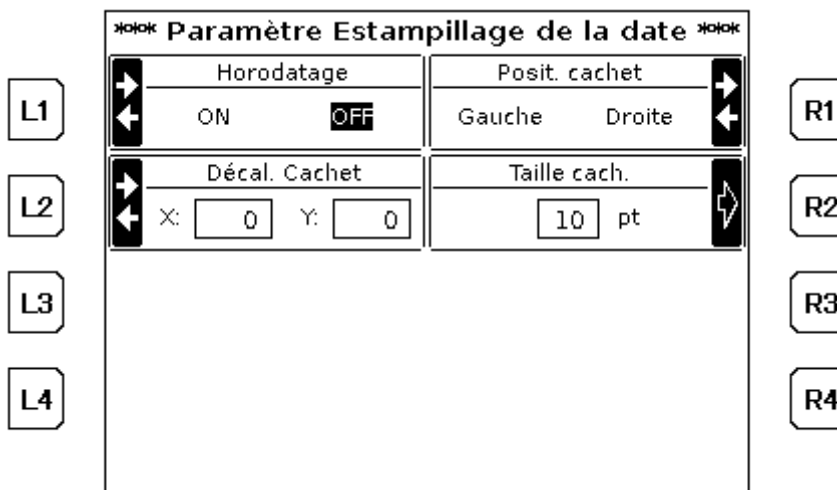 *** Paramètre Estampillage de la date ***
Horodatage
Posit. cachet
L1
ON OFF
Gauche Droite
R1
Décal. Cachet
Taille cach.
L2
X: 0 Y: 0
10 pt
R2
L3
R3
L4
R4